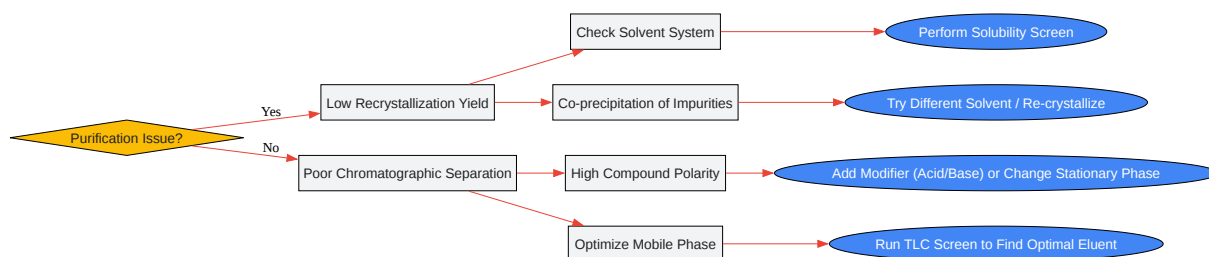 Purification Issue?
Yes
No
Low Recrystallization Yield
Poor Chromatographic Separation
Check Solvent System
Co-precipitation of Impurities
High Compound Polarity
Optimize Mobile Phase
Perform Solubility Screen
Try Different Solvent / Re-crystallize
Add Modifier (Acid/Base) or Change Stationary Phase
Run TLC Screen to Find Optimal Eluent